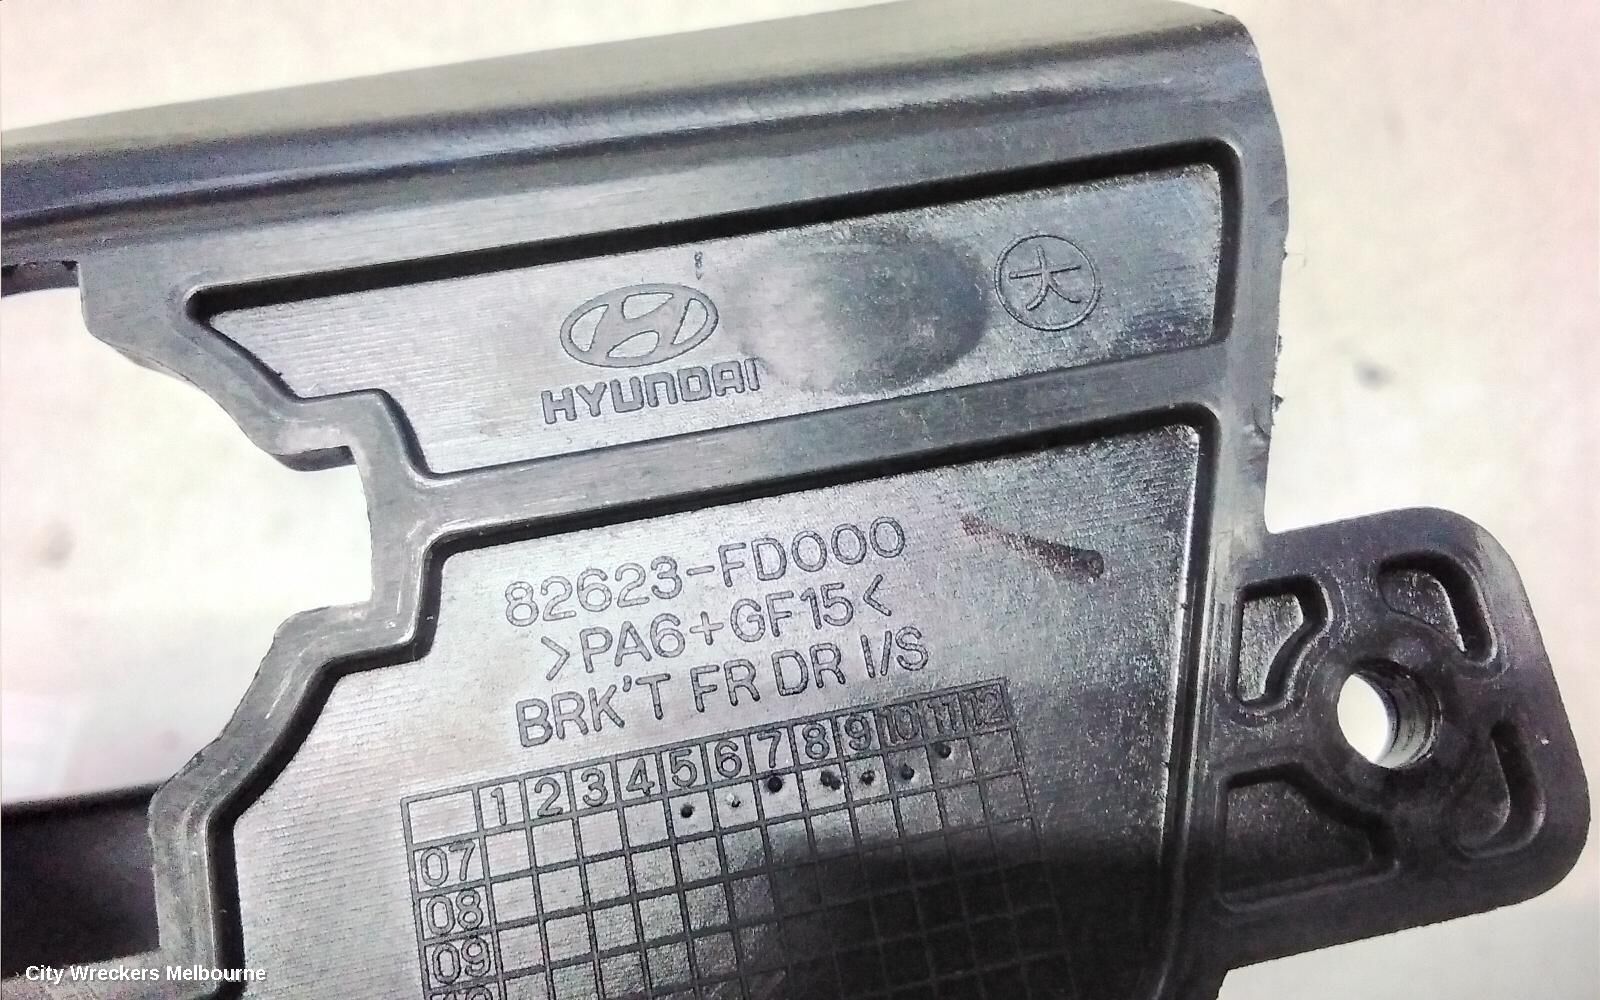 HYUNDAI
大
82623-FD000
>PA6+GF15<
BRK'T FR DR I/S
1 2 3 4 5 6 7 8 9 10 11 12
07
08
09
City Wreckers Melbourne